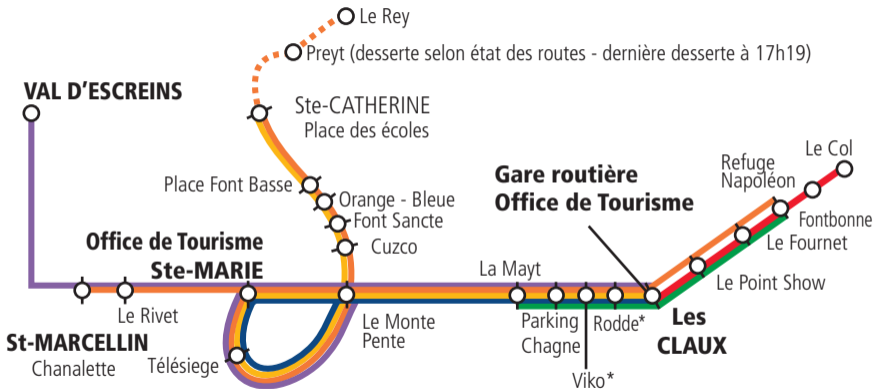 Le Rey
Preyt (desserte selon état des routes - dernière desserte à 17h19)
VAL D'ESCREINS
Ste-CATHERINE
Place des écoles
Place Font Basse
Orange - Bleue
Font Sancte
Cuzco
Office de Tourisme
Ste-MARIE
Le Rivet
St-MARCELLIN
Chanalette
Télésiege
Le Monte
Pente
La Mayt
Parking
Chagne
Viko*
Rodde*
Gare routière
Office de Tourisme
Les
CLAUX
Le Point Show
Le Fournet
Refuge
Napoléon
Fontbonne
Le Col